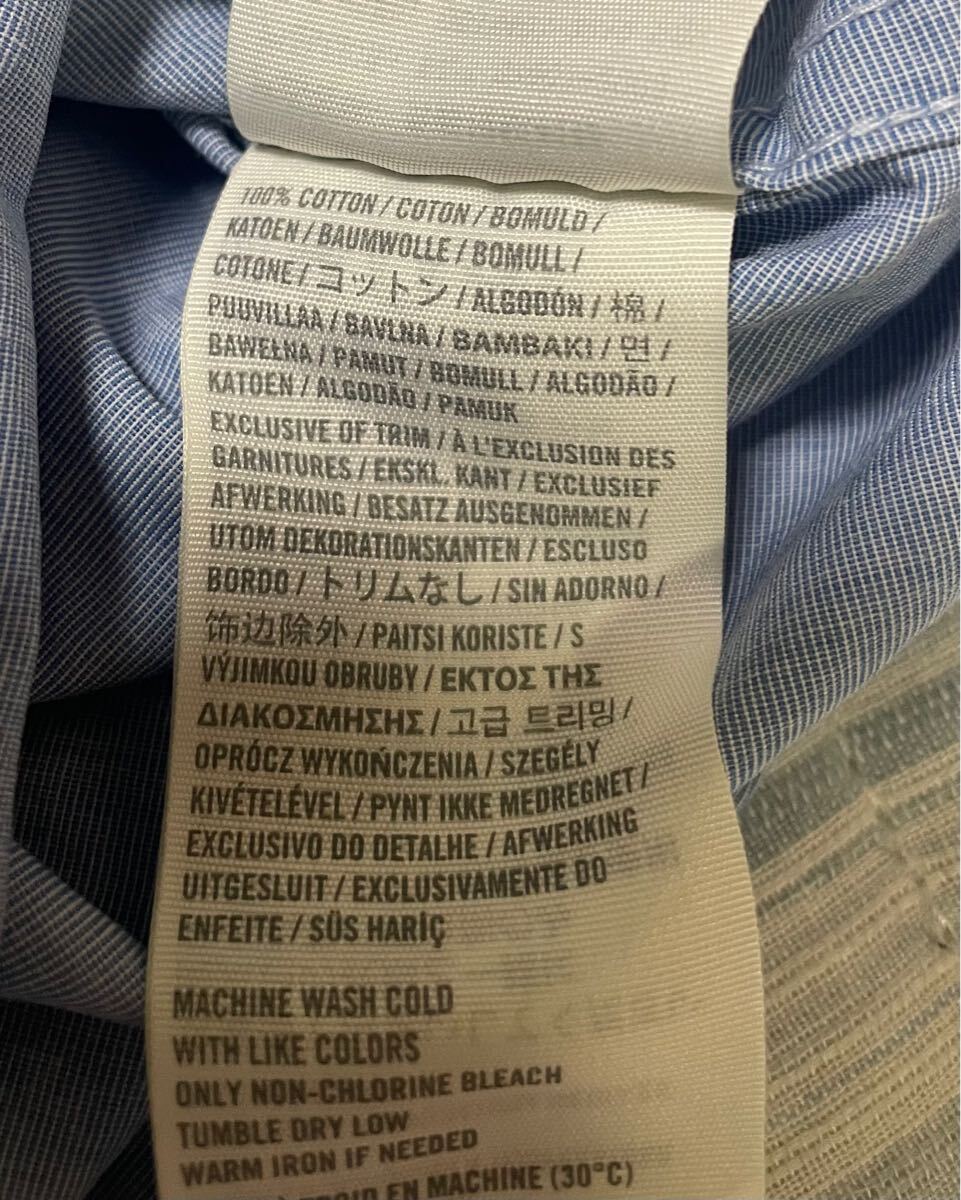 100% COTTON / COTON / BOMULD /
KATOEN / BAUMWOLLE / BOMULL /
COTONE / コットン / ALGODÓN / 棉 /
PUUVILLAA / BAVLNA / BAMBAKI / 면 /
BAWEŁNA / PAMUT / BOMULL / ALGODÃO /
KATOEN / ALGODÃO / PAMUK
EXCLUSIVE OF TRIM / À L'EXCLUSION DES
GARNITURES / EKSKL. KANT / EXCLUSIEF
AFWERKING / BESATZ AUSGENOMMEN /
UTOM DEKORATIONSKANTEN / ESCLUSO
BORDO / トリムなし / SIN ADORNO /
饰边除外 / PAITSI KORISTE / S
VÝJIMKOU OBRUBY / ΕΚΤΟΣ ΤΗΣ
ΔΙΑΚΟΣΜΗΣΗΣ / 고급 트리밍 /
OPRÓCZ WYKOŃCZENIA / SZEGÉLY
KIVÉTELÉVEL / PYNT IKKE MEDREGNET /
EXCLUSIVO DO DETALHE / AFWERKING
UITGESLUIT / EXCLUSIVAMENTE DO
ENFEITE / SÜS HARİÇ
MACHINE WASH COLD
WITH LIKE COLORS
ONLY NON-CHLORINE BLEACH
TUMBLE DRY LOW
WARM IRON IF NEEDED
EN MACHINE (30°C)